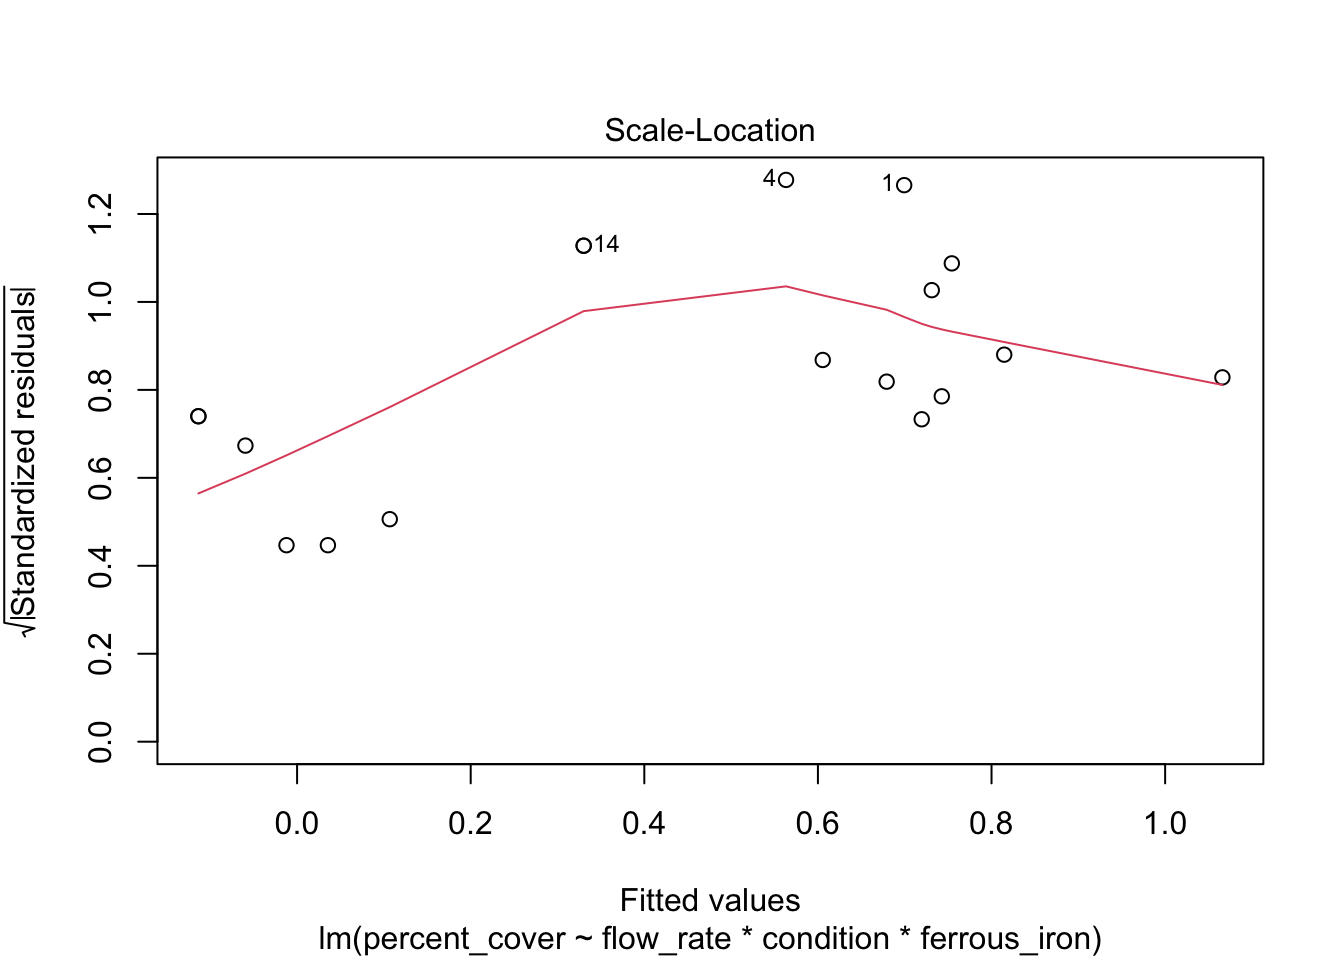 Scale-Location
√|Standardized residuals|
1.2
1.0
0.8
0.6
0.4
0.2
0.0
4
1
14
0.0 0.2 0.4 0.6 0.8 1.0
Fitted values
lm(percent_cover ~ flow_rate * condition * ferrous_iron)